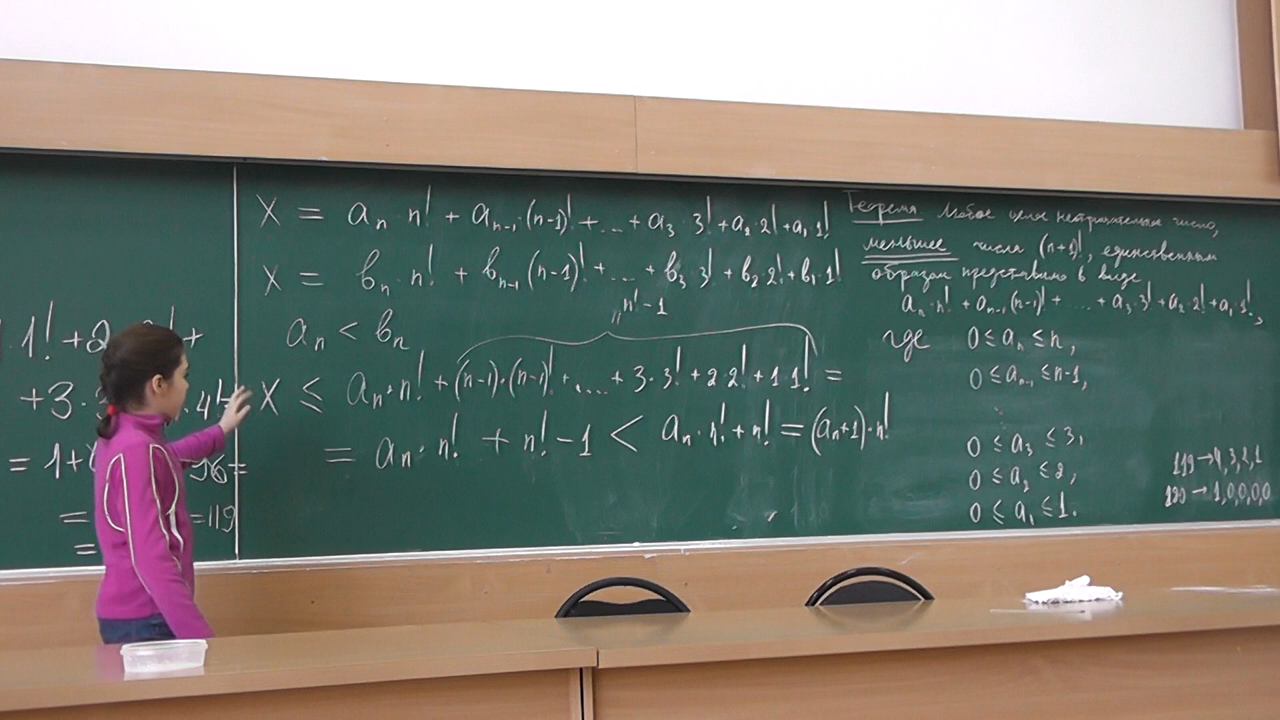 1! + 2 2! +
+3·3 4! =
= 1+ 96 =
= =119
=
X = aₙ · n! + aₙ₋₁ · (n-1)! + ... + a₃ · 3! + a₂ · 2! + a₁ · 1!
X = bₙ · n! + bₙ₋₁ (n-1)! + ... + b₃ · 3! + b₂ · 2! + b₁ · 1!
n! - 1
aₙ < bₙ
X ≤ aₙ · n! + (n-1) · (n-1)! + ... + 3 · 3! + 2 · 2! + 1 · 1! =
= aₙ · n! + n! - 1 < aₙ · n! + n! = (aₙ+1) · n!
Теорема Любое целое неотрицательное число,
меньшее числа (n+1)!, единственным
образом представимо в виде
aₙ · n! + aₙ₋₁ (n-1)! + ... + a₃ · 3! + a₂ · 2! + a₁ · 1!,
где 0 ≤ aₙ ≤ n,
0 ≤ aₙ₋₁ ≤ n-1,
0 ≤ a₃ ≤ 3,
0 ≤ a₂ ≤ 2,
0 ≤ a₁ ≤ 1.
119 → 4, 3, 2, 1
120 → 1, 0, 0, 0, 0